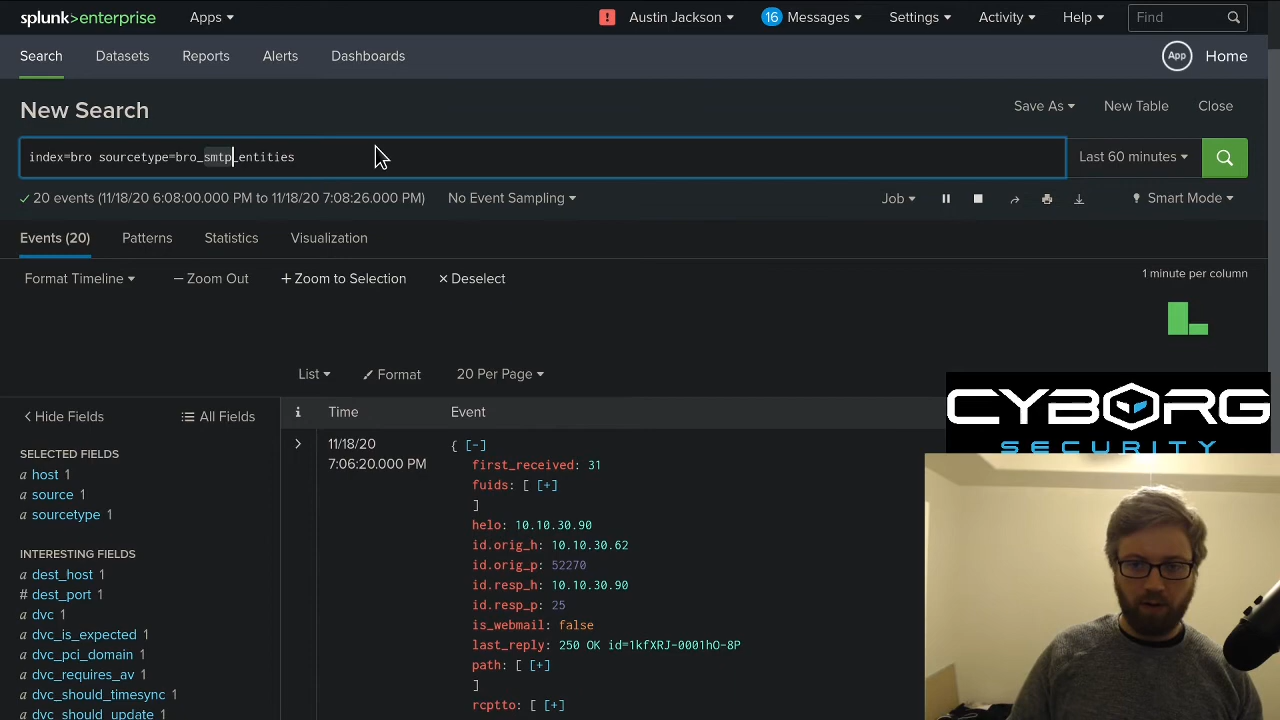 splunk>enterprise Apps ! Austin Jackson 16 Messages Settings Activity Help Find
Search Datasets Reports Alerts Dashboards App Home
New Search Save As New Table Close
index=bro sourcetype=bro_smtp_entities Last 60 minutes
20 events (11/18/20 6:08:00.000 PM to 11/18/20 7:08:26.000 PM) No Event Sampling Job Smart Mode
Events (20) Patterns Statistics Visualization
Format Timeline — Zoom Out + Zoom to Selection × Deselect 1 minute per column
List Format 20 Per Page
< Hide Fields All Fields i Time Event
SELECTED FIELDS
a host 1
a source 1
a sourcetype 1
INTERESTING FIELDS
a dest_host 1
# dest_port 1
a dvc 1
a dvc_is_expected 1
a dvc_pci_domain 1
a dvc_requires_av 1
a dvc_should_timesync 1
a dvc_should_update 1
> 11/18/20 { [-]
7:06:20.000 PM first_received: 31
fuids: [ [+]
]
helo: 10.10.30.90
id.orig_h: 10.10.30.62
id.orig_p: 52270
id.resp_h: 10.10.30.90
id.resp_p: 25
is_webmail: false
last_reply: 250 OK id=1kfXRJ-0001hO-8P
path: [ [+]
]
rcptto: [ [+]
CYBORG
SECURITY